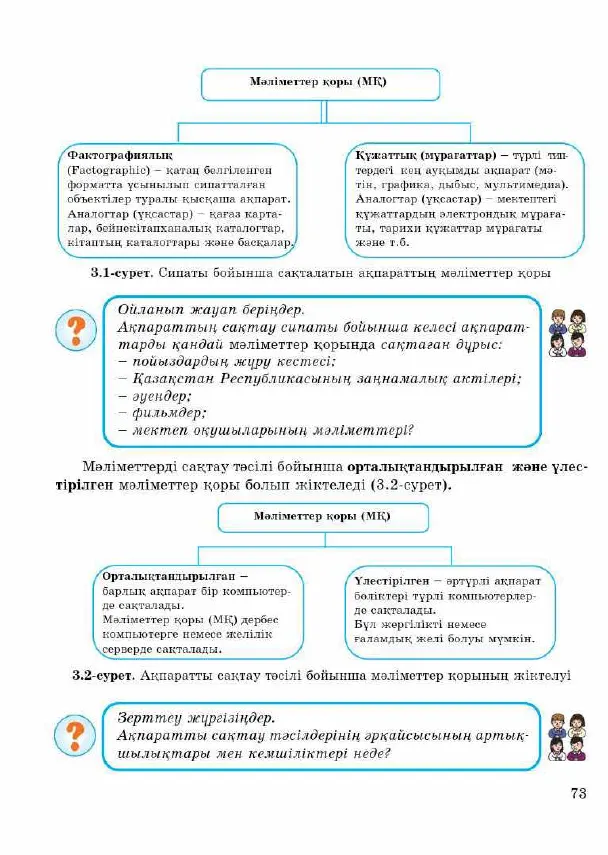 Мәліметтер қоры (МҚ)
Фактографиялық
(Factographic) – қатаң белгіленген
форматта ұсынылып сипатталған
объектілер туралы қысқаша ақпарат.
Аналогтар (ұқсастар) – қағаз карта-
лар, бейнекітапханалық каталогтар,
кітаптың каталогтары және басқалар.
Құжаттық (мұрағаттар) – түрлі тип-
тердегі кең ауқымды ақпарат (мә-
тін, графика, дыбыс, мультимедиа).
Аналогтар (ұқсастар) – мектептегі
құжаттардың электрондық мұраға-
ты, тарихи құжаттар мұрағаты
және т.б.
3.1-сурет. Сипаты бойынша сақталатын ақпараттың мәліметтер қоры
?
Ойланып жауап беріңдер.
Ақпараттың сақтау сипаты бойынша келесі ақпарат-
тарды қандай мәліметтер қорында сақтаған дұрыс:
– пойыздардың жүру кестесі;
– Қазақстан Республикасының заңнамалық актілері;
– әуендер;
– фильмдер;
– мектеп оқушыларының мәліметтері?
Мәліметтерді сақтау тәсілі бойынша орталықтандырылған және үлес-
тірілген мәліметтер қоры болып жіктеледі (3.2-сурет).
Мәліметтер қоры (МҚ)
Орталықтандырылған –
барлық ақпарат бір компьютер-
де сақталады.
Мәліметтер қоры (МҚ) дербес
компьютерге немесе желілік
серверде сақталады.
Үлестірілген – әртүрлі ақпарат
бөліктері түрлі компьютерлер-
де сақталады.
Бұл жергілікті немесе
ғаламдық желі болуы мүмкін.
3.2-сурет. Ақпаратты сақтау тәсілі бойынша мәліметтер қорының жіктелуі
?
Зерттеу жүргізіңдер.
Ақпаратты сақтау тәсілдерінің әрқайсысының артық-
шылықтары мен кемшіліктері неде?
73